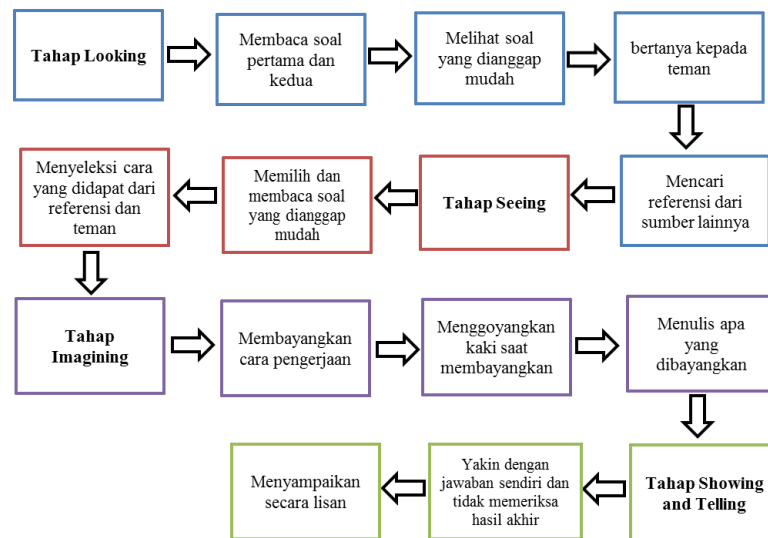 Tahap Looking
Membaca soal
pertama dan
kedua
Melihat soal
yang dianggap
mudah
bertanya kepada
teman
Mencari
referensi dari
sumber lainnya
Tahap Seeing
Memilih dan
membaca soal
yang dianggap
mudah
Menyeleksi cara
yang didapat dari
referensi dan
teman
Tahap
Imagining
Membayangkan
cara pengerjaan
Menggoyangkan
kaki saat
membayangkan
Menulis apa
yang
dibayangkan
Tahap Showing
and Telling
Yakin dengan
jawaban sendiri dan
tidak memeriksa
hasil akhir
Menyampaikan
secara lisan